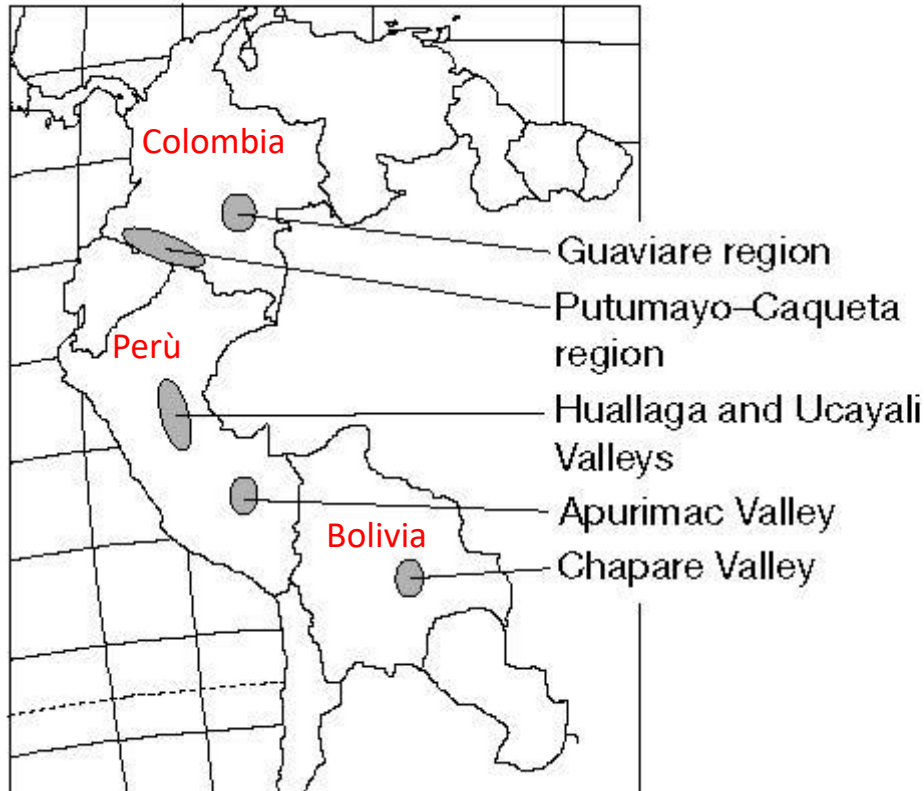 Colombia
Guaviare region
Putumayo–Caqueta
region
Perù
Huallaga and Ucayali
Valleys
Apurimac Valley
Bolivia
Chapare Valley